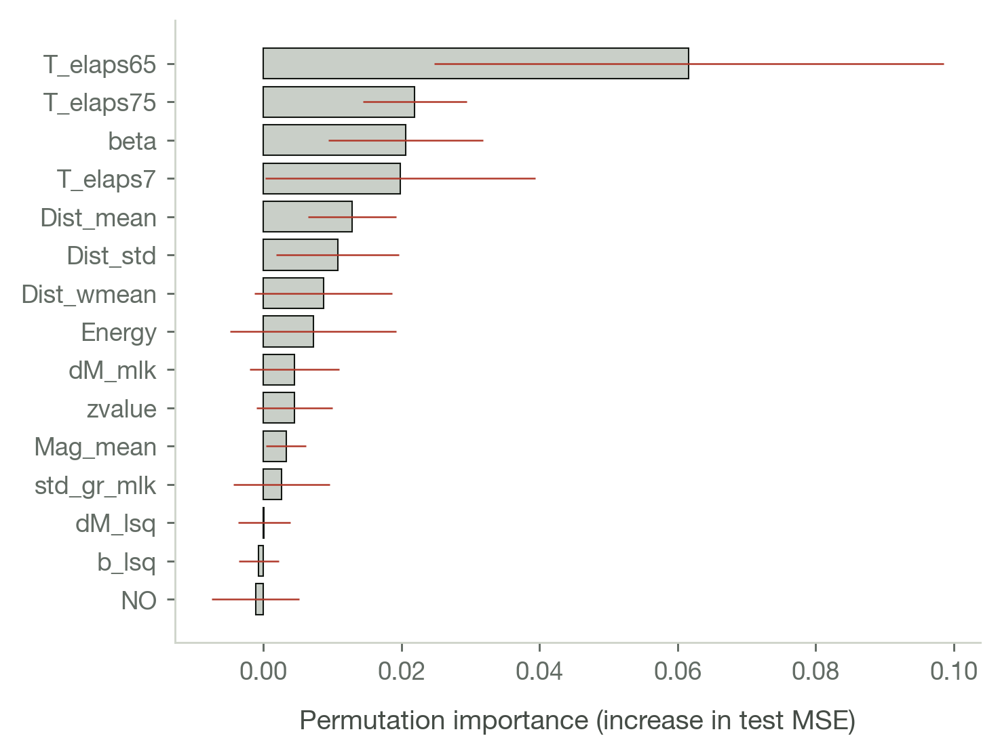 T_elaps65
T_elaps75
beta
T_elaps7
Dist_mean
Dist_std
Dist_wmean
Energy
dM_mlk
zvalue
Mag_mean
std_gr_mlk
dM_lsq
b_lsq
NO
0.00 0.02 0.04 0.06 0.08 0.10
Permutation importance (increase in test MSE)